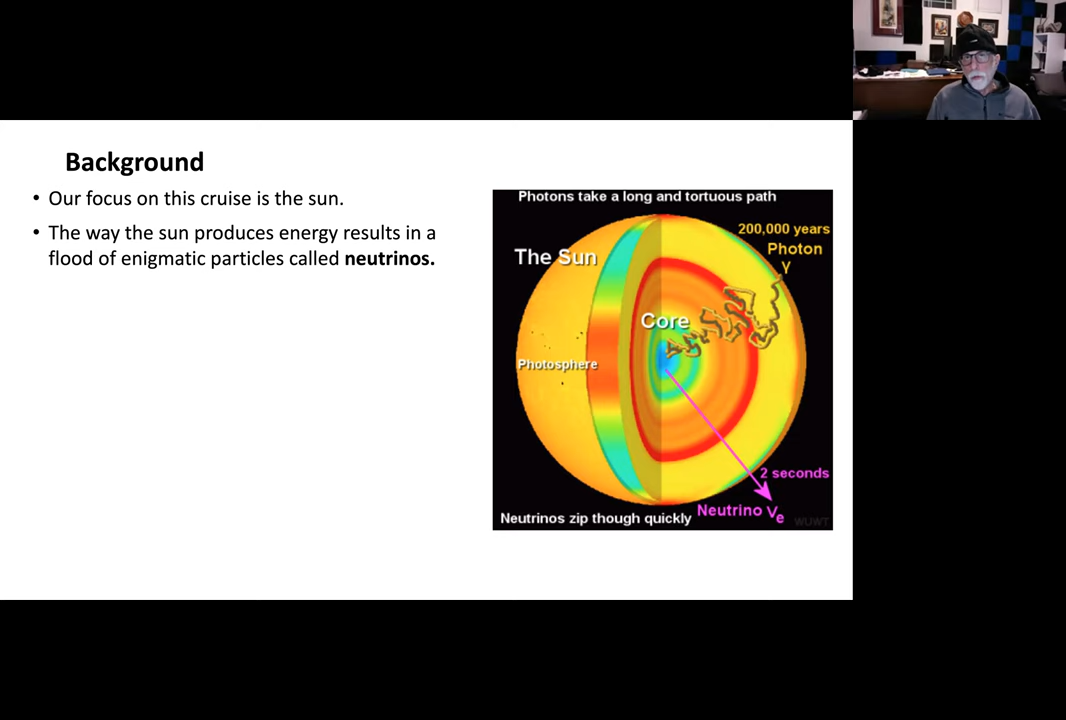 Background
• Our focus on this cruise is the sun.
• The way the sun produces energy results in a
flood of enigmatic particles called neutrinos.
Photons take a long and tortuous path
200,000 years
Photon
γ
The Sun
Core
Photosphere
2 seconds
Neutrino Ve
Neutrinos zip though quickly
WUWT